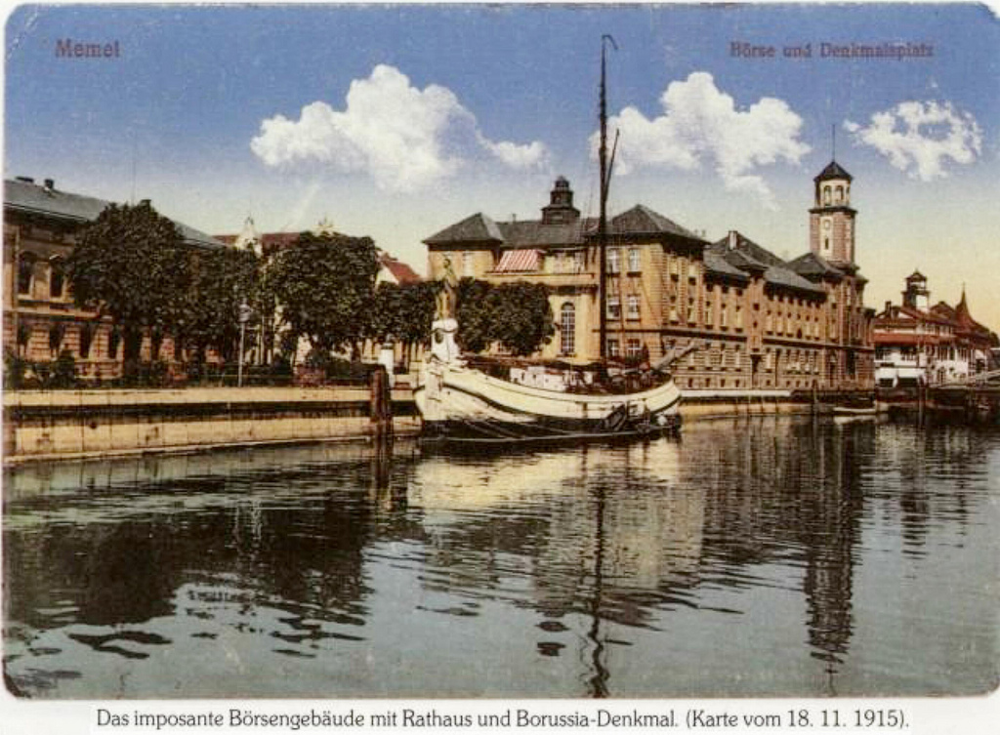 Memel
Börse und Denkmalsplatz
Das imposante Börsengebäude mit Rathaus und Borussia-Denkmal. (Karte vom 18. 11. 1915).